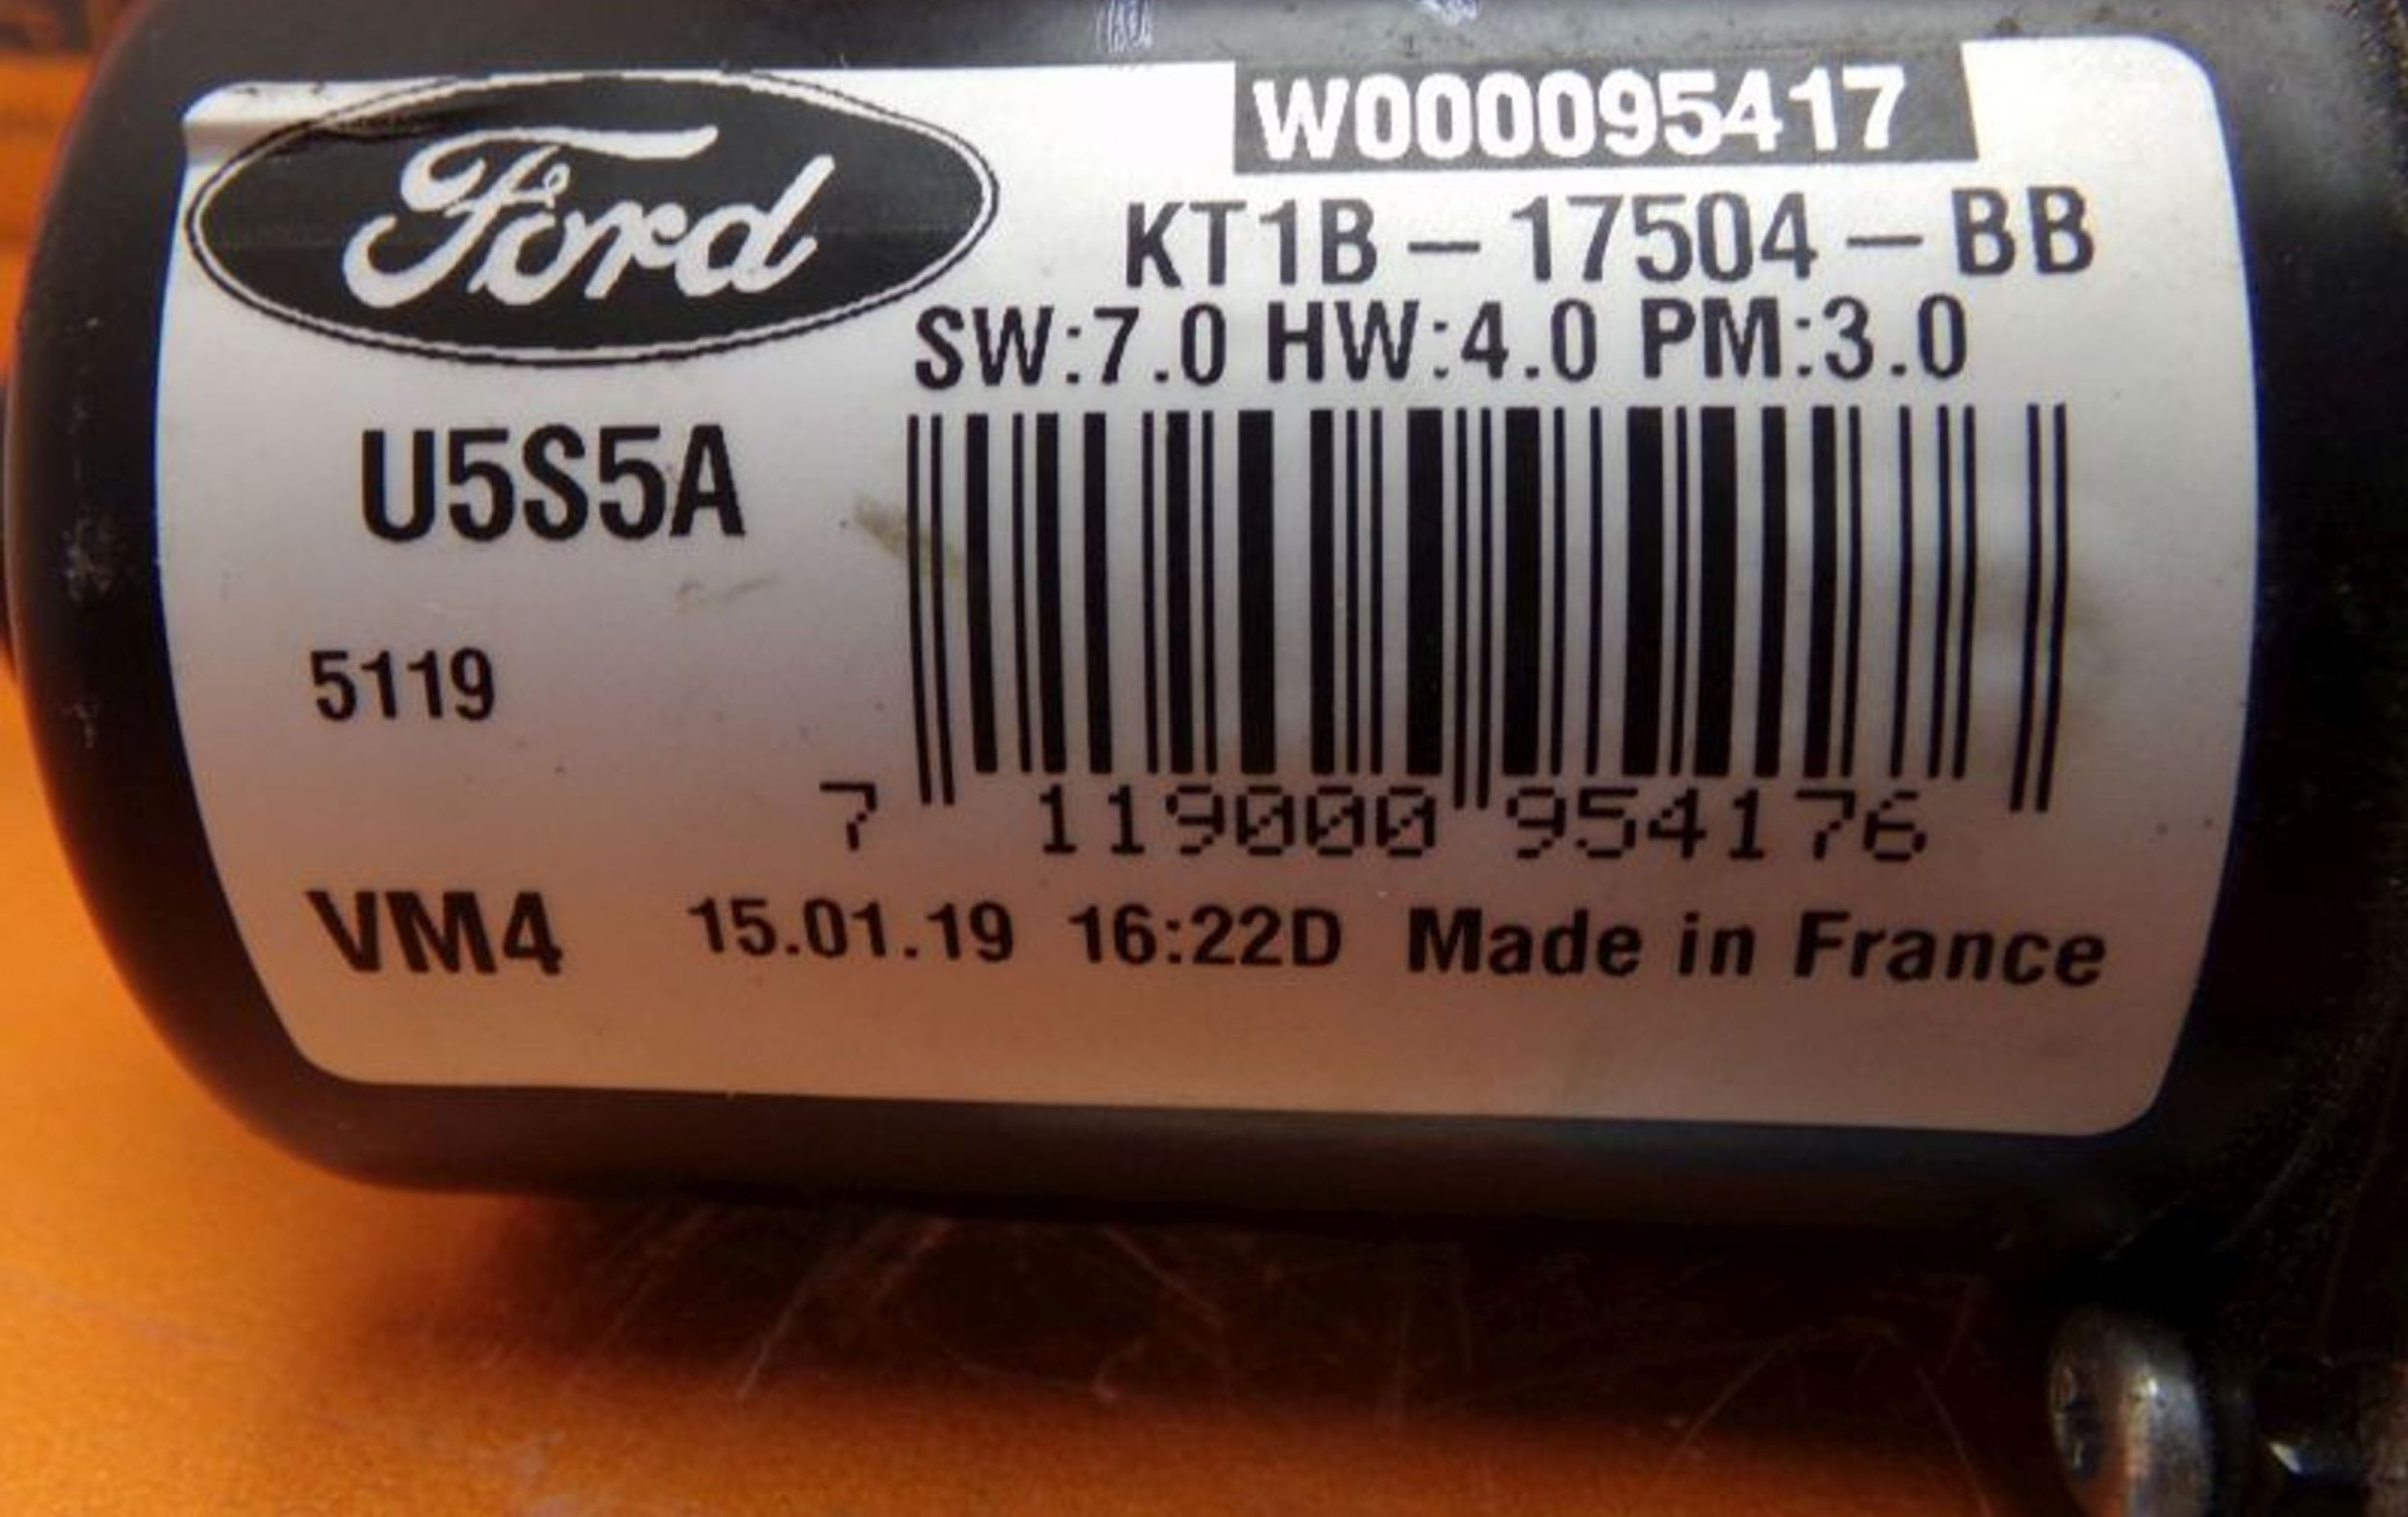 Ford
W000095417
KT1B – 17504 – BB
SW:7.0 HW:4.0 PM:3.0
U5S5A
5119
7 119000 954176
VM4 15.01.19 16:22D Made in France